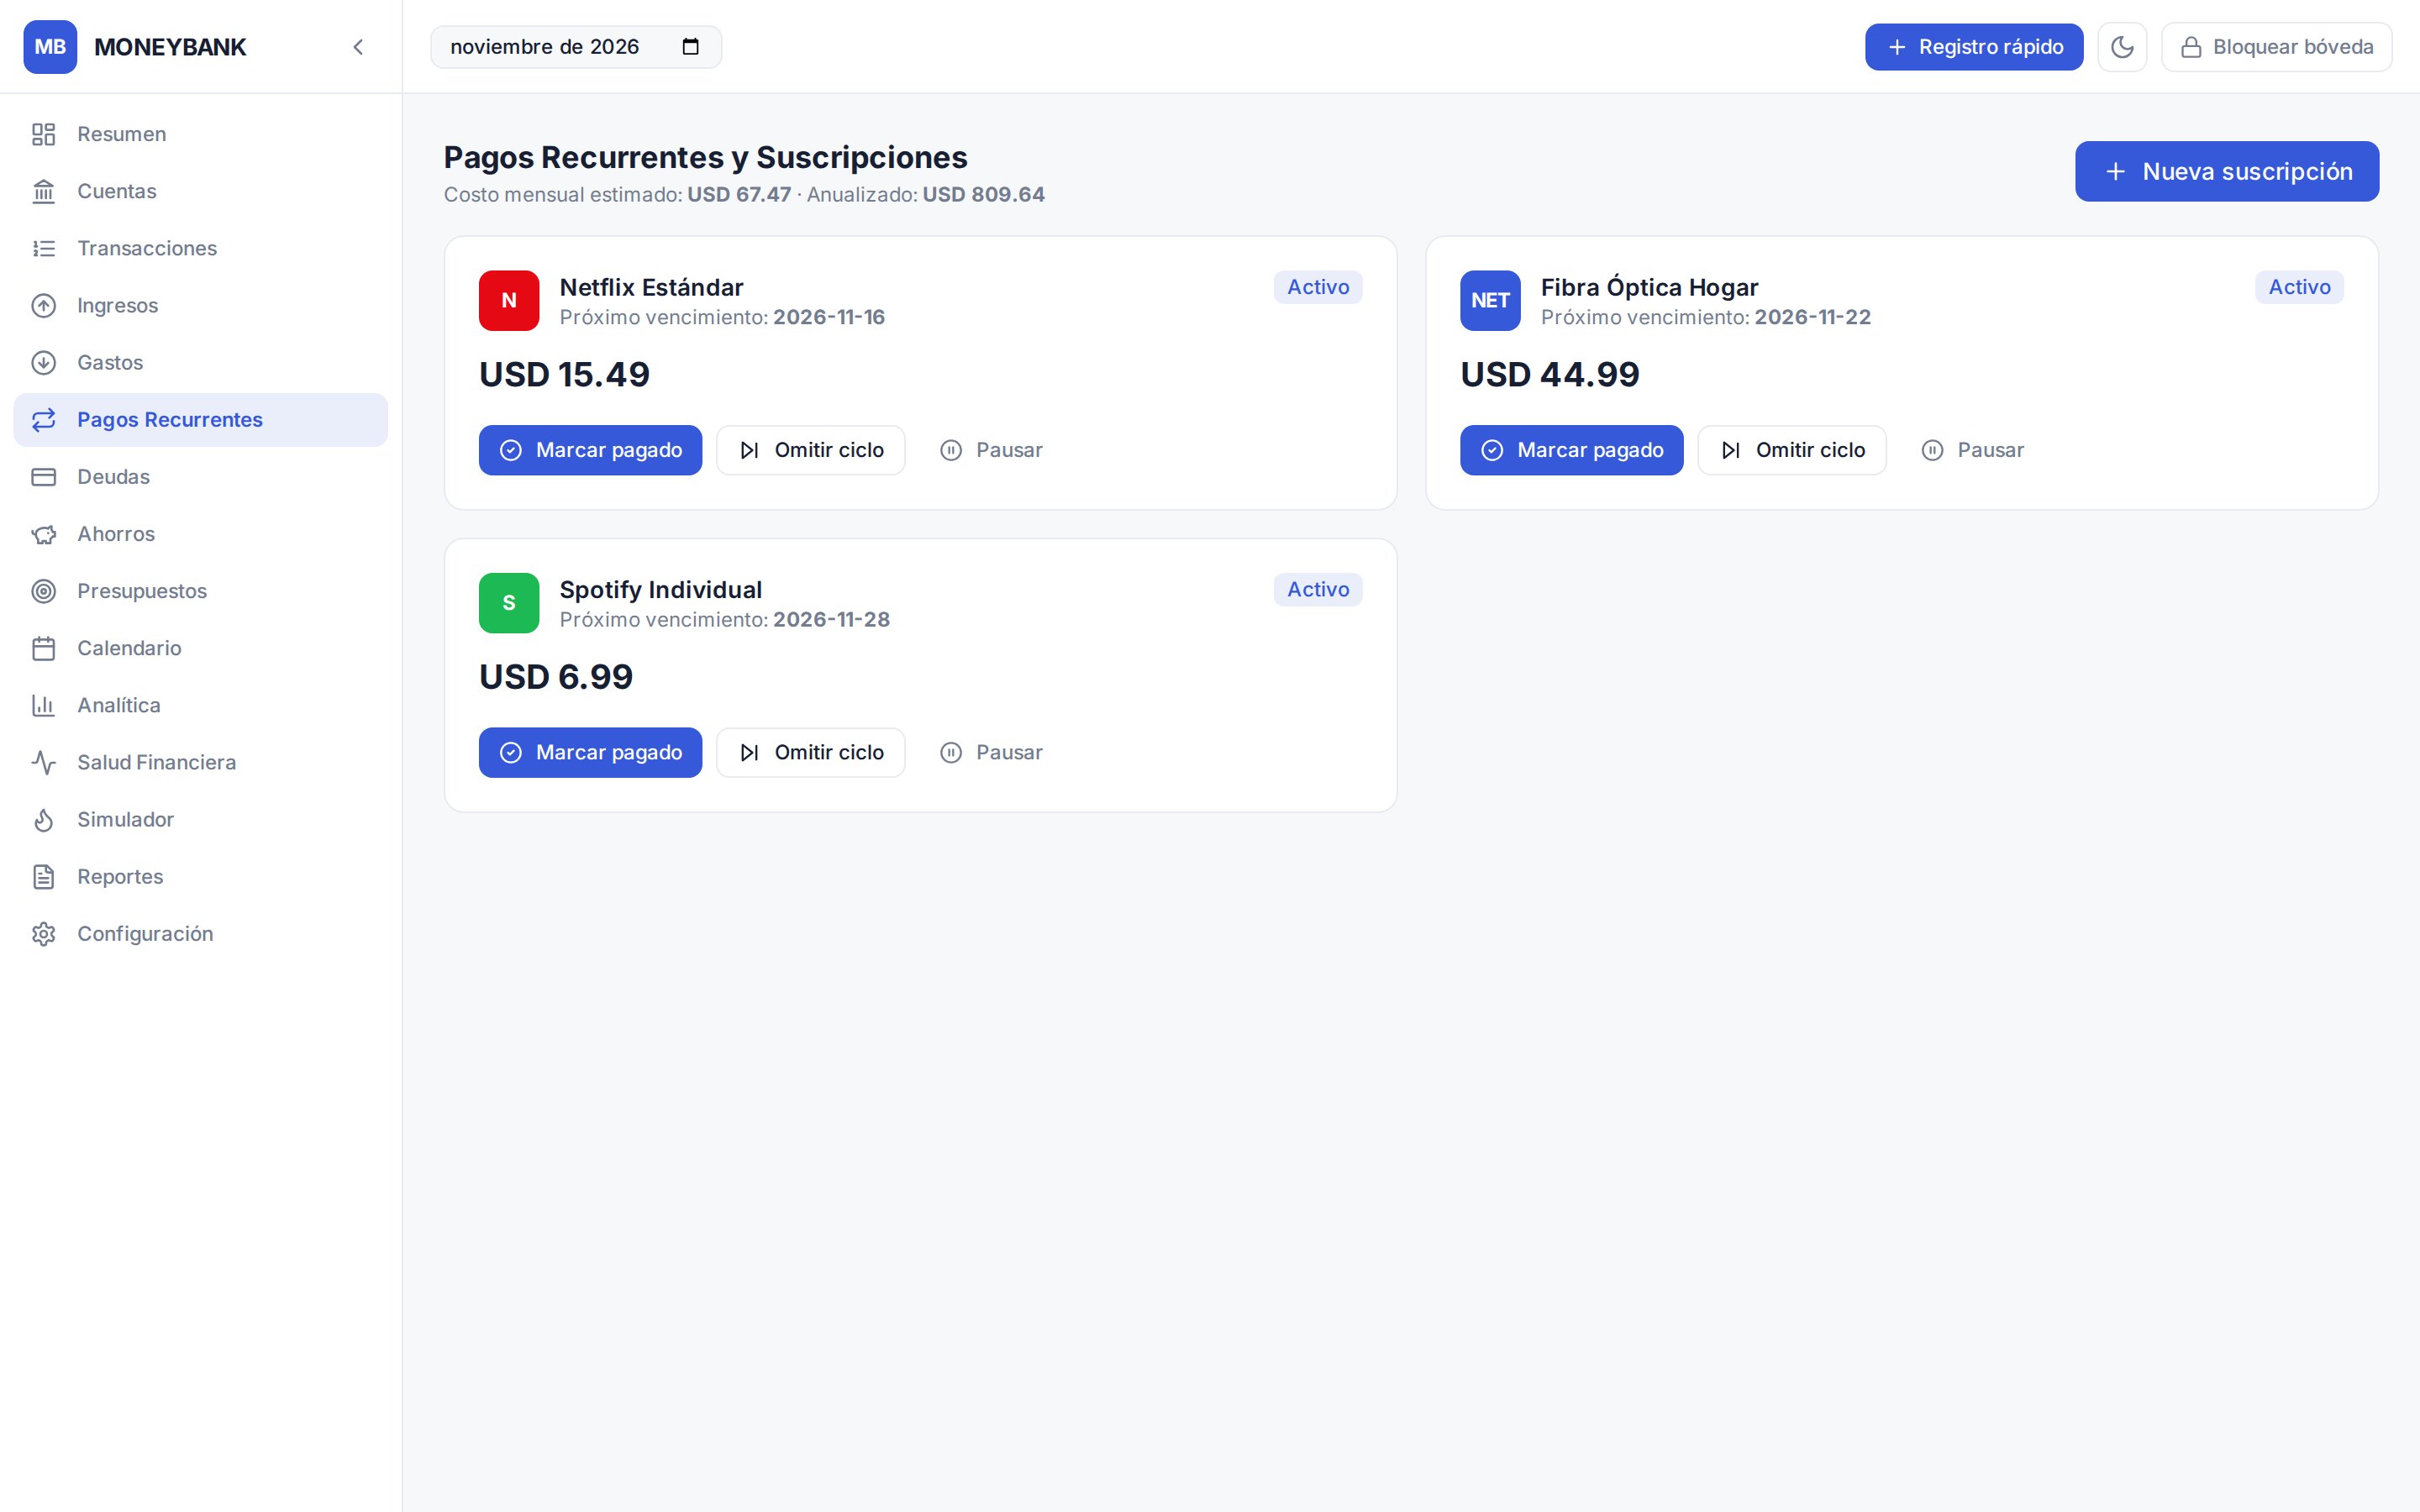 MB MONEYBANK
noviembre de 2026
Registro rápido
Bloquear bóveda
Resumen
Cuentas
Transacciones
Ingresos
Gastos
Pagos Recurrentes
Deudas
Ahorros
Presupuestos
Calendario
Analítica
Salud Financiera
Simulador
Reportes
Configuración
Pagos Recurrentes y Suscripciones
Costo mensual estimado: USD 67.47 · Anualizado: USD 809.64
Nueva suscripción
N
Netflix Estándar
Activo
Próximo vencimiento: 2026-11-16
USD 15.49
Marcar pagado
Omitir ciclo
Pausar
NET
Fibra Óptica Hogar
Activo
Próximo vencimiento: 2026-11-22
USD 44.99
Marcar pagado
Omitir ciclo
Pausar
S
Spotify Individual
Activo
Próximo vencimiento: 2026-11-28
USD 6.99
Marcar pagado
Omitir ciclo
Pausar